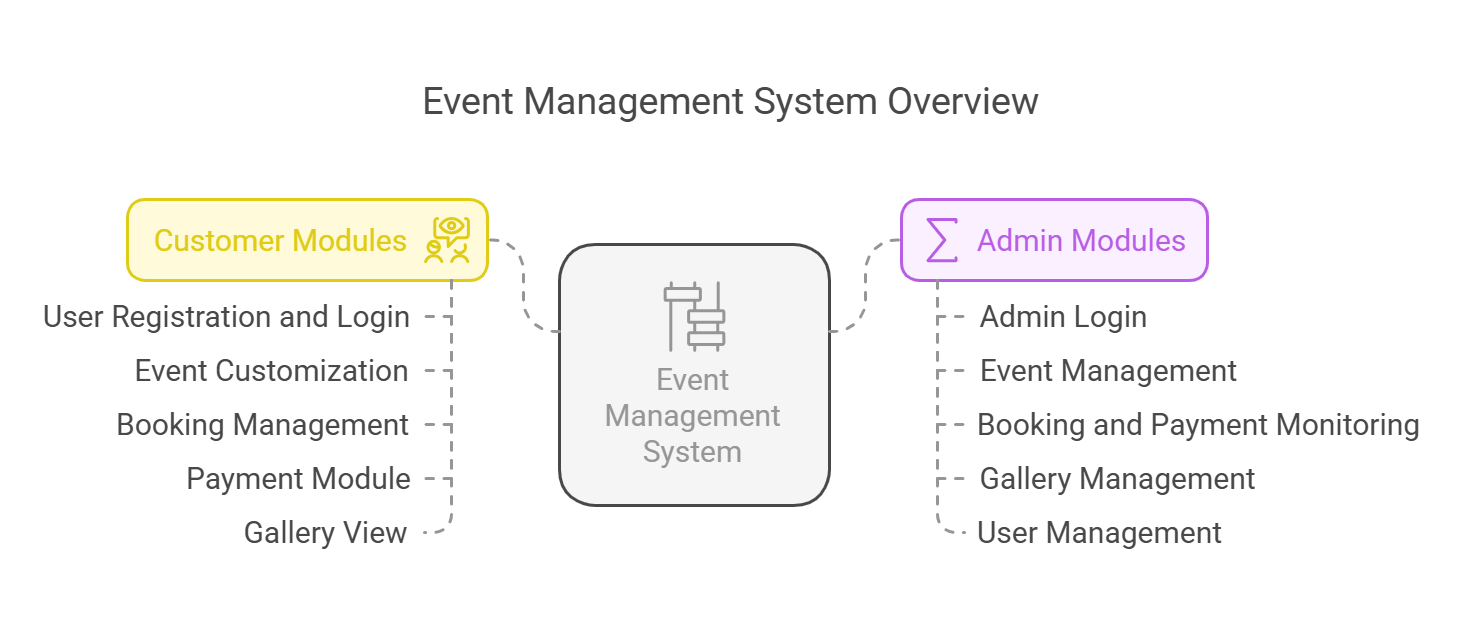 Event Management System Overview
Customer Modules
User Registration and Login
Event Customization
Booking Management
Payment Module
Gallery View
Event
Management
System
Admin Modules
Admin Login
Event Management
Booking and Payment Monitoring
Gallery Management
User Management